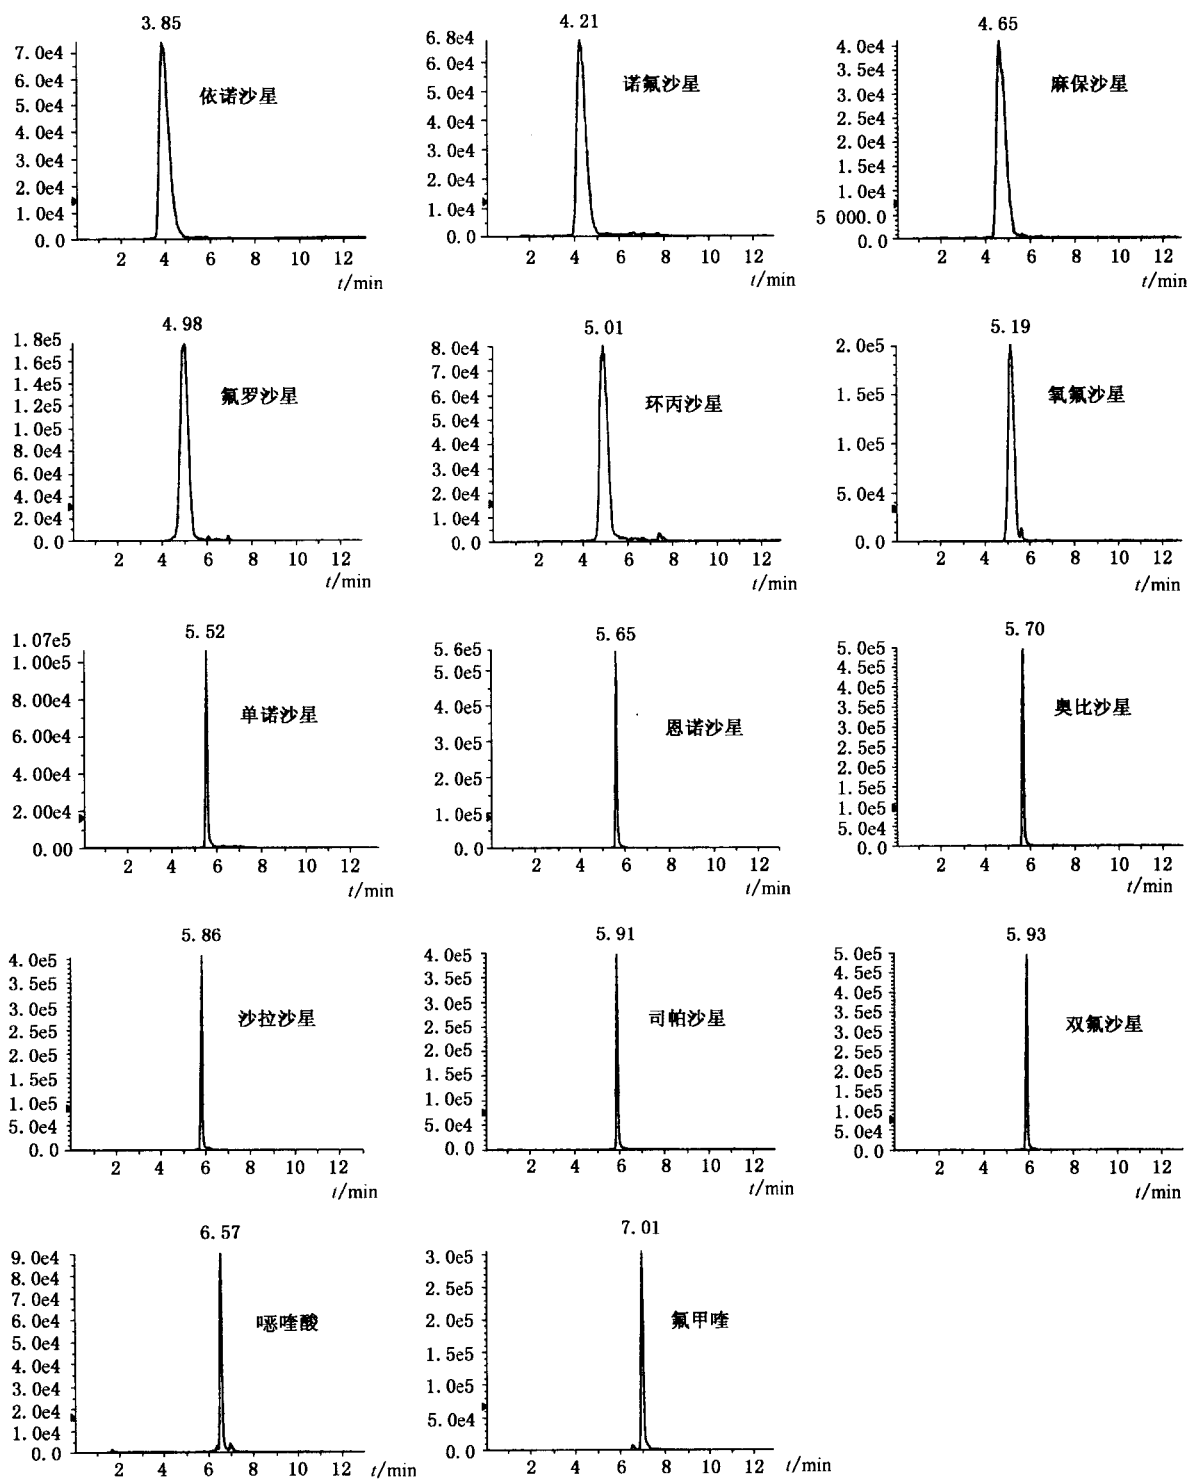 3.85
7.0e4
6.0e4
5.0e4
4.0e4
3.0e4
2.0e4
1.0e4
0.0
依诺沙星
2 4 6 8 10 12
t/min
4.21
6.8e4
6.0e4
5.0e4
4.0e4
3.0e4
2.0e4
1.0e4
0.0
诺氟沙星
2 4 6 8 10 12
t/min
4.65
4.0e4
3.5e4
3.0e4
2.5e4
2.0e4
1.5e4
1.0e4
5 000.0
0.0
麻保沙星
2 4 6 8 10 12
t/min
4.98
1.8e5
1.6e5
1.4e5
1.2e5
1.0e5
8.0e4
6.0e4
4.0e4
2.0e4
0.0
氟罗沙星
2 4 6 8 10 12
t/min
5.01
8.0e4
7.0e4
6.0e4
5.0e4
4.0e4
3.0e4
2.0e4
1.0e4
0.0
环丙沙星
2 4 6 8 10 12
t/min
5.19
2.0e5
1.5e5
1.0e5
5.0e4
0.0
氧氟沙星
2 4 6 8 10 12
t/min
5.52
1.07e5
1.00e5
8.00e4
6.00e4
4.00e4
2.00e4
0.00
单诺沙星
2 4 6 8 10 12
t/min
5.65
5.6e5
5.0e5
4.0e5
3.0e5
2.0e5
1.0e5
0.0
恩诺沙星
2 4 6 8 10 12
t/min
5.70
5.0e5
4.5e5
4.0e5
3.5e5
3.0e5
2.5e5
2.0e5
1.5e5
1.0e5
5.0e4
0.0
奥比沙星
2 4 6 8 10 12
t/min
5.86
4.0e5
3.5e5
3.0e5
2.5e5
2.0e5
1.5e5
1.0e5
5.0e4
0.0
沙拉沙星
2 4 6 8 10 12
t/min
5.91
4.0e5
3.5e5
3.0e5
2.5e5
2.0e5
1.5e5
1.0e5
5.0e4
0.0
司帕沙星
2 4 6 8 10 12
t/min
5.93
5.0e5
4.5e5
4.0e5
3.5e5
3.0e5
2.5e5
2.0e5
1.5e5
1.0e5
5.0e4
0.0
双氟沙星
2 4 6 8 10 12
t/min
6.57
9.0e4
8.0e4
7.0e4
6.0e4
5.0e4
4.0e4
3.0e4
2.0e4
1.0e4
0.0
噁喹酸
2 4 6 8 10 12 t/min
7.01
3.0e5
2.5e5
2.0e5
1.5e5
1.0e5
5.0e4
0.0
氟甲喹
2 4 6 8 10 12 t/min